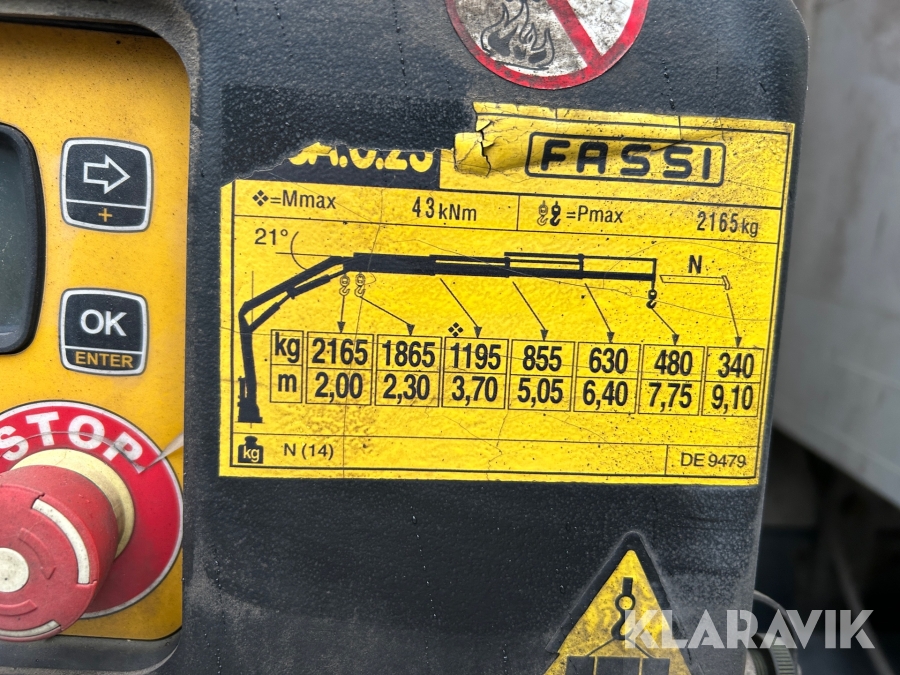 FASSI
❖=Mmax 43 kNm =Pmax 2165 kg
21°
N
kg 2165 1865 1195 855 630 480 340
m 2,00 2,30 3,70 5,05 6,40 7,75 9,10
kg N (14) DE 9479
+
OK
ENTER
STOP
KLARAVIK